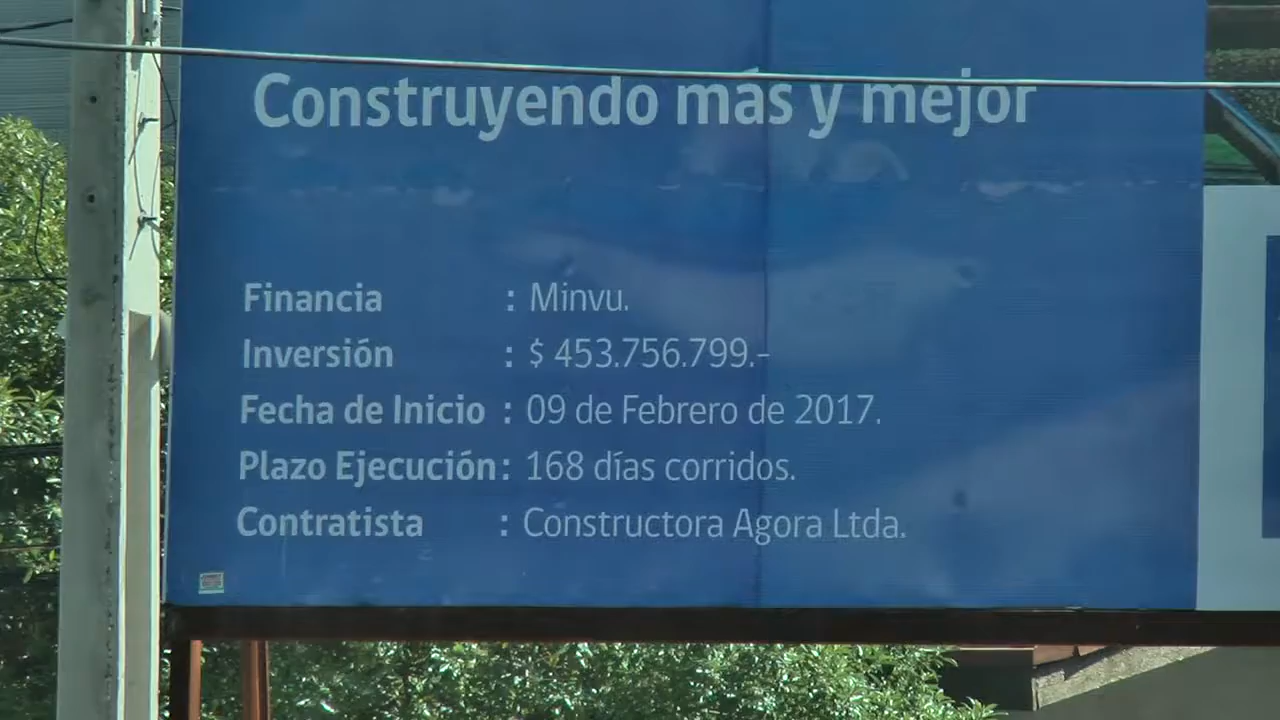 Construyendo más y mejor
Financia : Minvu.
Inversión : $ 453.756.799.-
Fecha de Inicio : 09 de Febrero de 2017.
Plazo Ejecución : 168 días corridos.
Contratista : Constructora Agora Ltda.